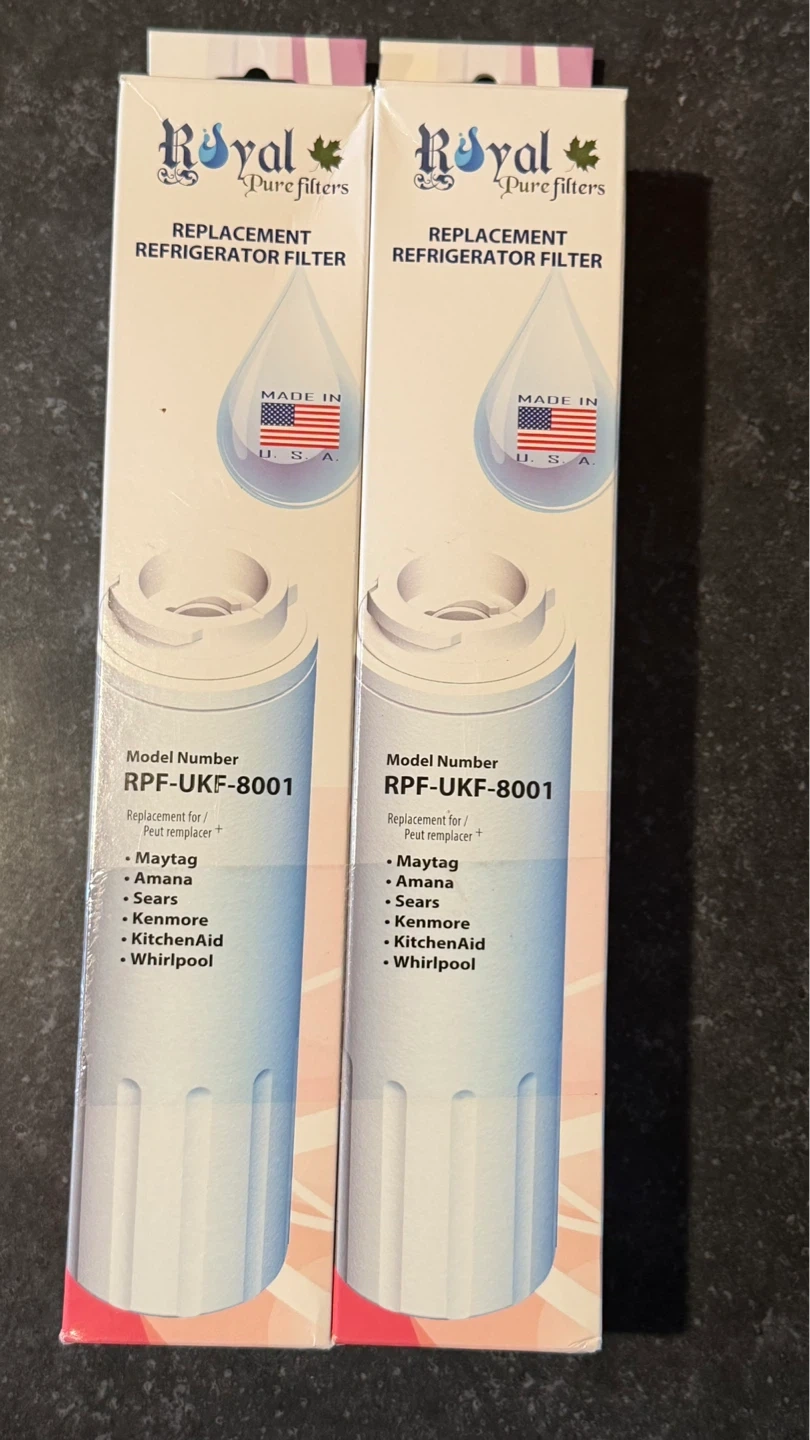 Royal
Pure filters
REPLACEMENT
REFRIGERATOR FILTER
MADE IN
U. S. A.
Model Number
RPF-UKF-8001
Replacement for /
Peut remplacer +
• Maytag
• Amana
• Sears
• Kenmore
• KitchenAid
• Whirlpool
Royal
Pure filters
REPLACEMENT
REFRIGERATOR FILTER
MADE IN
U. S. A.
Model Number
RPF-UKF-8001
Replacement for /
Peut remplacer +
• Maytag
• Amana
• Sears
• Kenmore
• KitchenAid
• Whirlpool